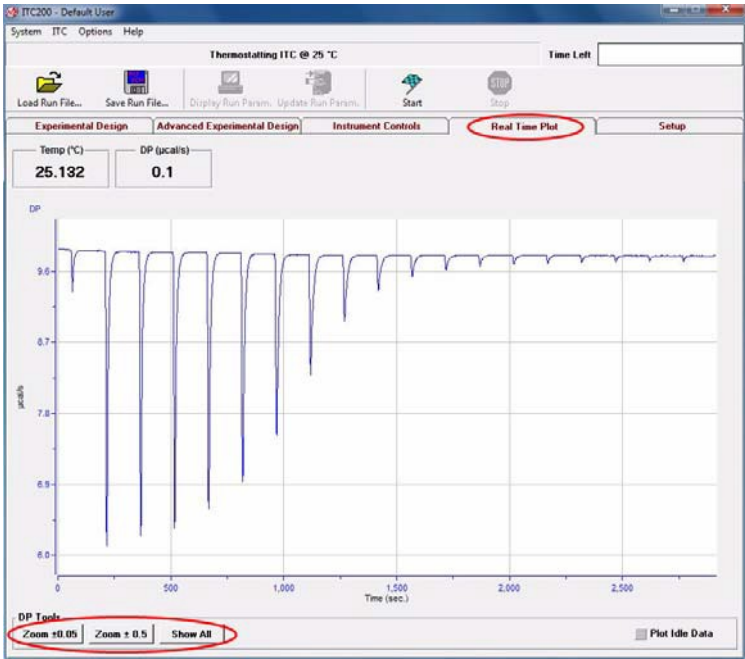 ITC200 - Default User
System ITC Options Help
Thermostatting ITC @ 25 °C Time Left
Load Run File... Save Run File... Display Run Param. Update Run Param. Start Stop
STOP
Experimental Design Advanced Experimental Design Instrument Controls Real Time Plot Setup
Temp (°C) DP (µcal/s)
25.132 0.1
DP
9.6
8.7
7.8
6.9
6.0
µcal/s
0 500 1,000 1,500 2,000 2,500
Time (sec.)
DP Tools
Zoom ±0.05 Zoom ± 0.5 Show All Plot Idle Data